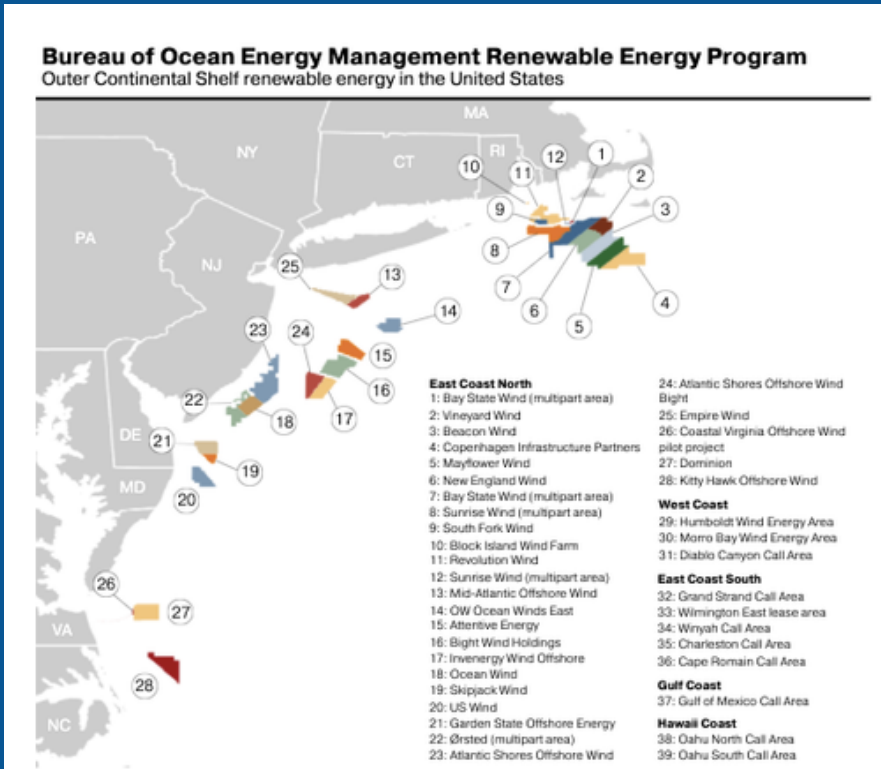 Bureau of Ocean Energy Management Renewable Energy Program
Outer Continental Shelf renewable energy in the United States
MA
NY
CT
RI
PA
NJ
DE
MD
VA
NC
10
11
12
1
2
3
9
8
7
6
5
4
25
13
14
23
24
15
16
22
18
17
21
19
20
26
27
28
East Coast North
1: Bay State Wind (multipart area)
2: Vineyard Wind
3: Beacon Wind
4: Copenhagen Infrastructure Partners
5: Mayflower Wind
6: New England Wind
7: Bay State Wind (multipart area)
8: Sunrise Wind (multipart area)
9: South Fork Wind
10: Block Island Wind Farm
11: Revolution Wind
12: Sunrise Wind (multipart area)
13: Mid-Atlantic Offshore Wind
14: OW Ocean Winds East
15: Attentive Energy
16: Bight Wind Holdings
17: Invenergy Wind Offshore
18: Ocean Wind
19: Skipjack Wind
20: US Wind
21: Garden State Offshore Energy
22: Ørsted (multipart area)
23: Atlantic Shores Offshore Wind
24: Atlantic Shores Offshore Wind
Bight
25: Empire Wind
26: Coastal Virginia Offshore Wind
pilot project
27: Dominion
28: Kitty Hawk Offshore Wind
West Coast
29: Humboldt Wind Energy Area
30: Morro Bay Wind Energy Area
31: Diablo Canyon Call Area
East Coast South
32: Grand Strand Call Area
33: Wilmington East lease area
34: Winyah Call Area
35: Charleston Call Area
36: Cape Romain Call Area
Gulf Coast
37: Gulf of Mexico Call Area
Hawaii Coast
38: Oahu North Call Area
39: Oahu South Call Area